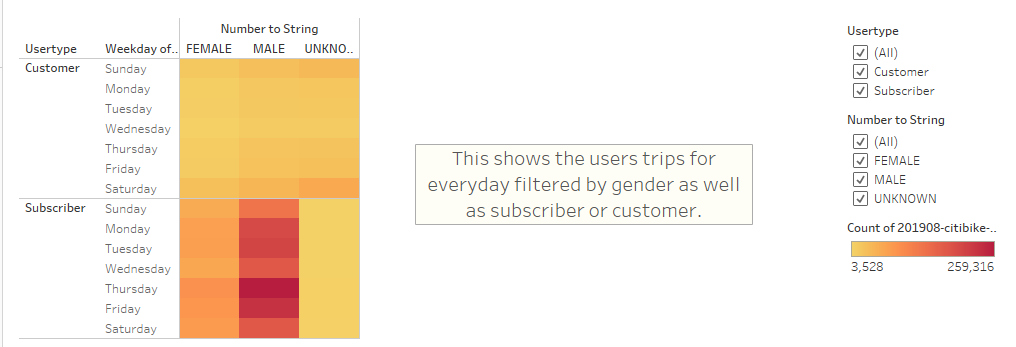 Number to String
Usertype Weekday of.. FEMALE MALE UNKNO..
Customer Sunday
Monday
Tuesday
Wednesday
Thursday
Friday
Saturday
Subscriber Sunday
Monday
Tuesday
Wednesday
Thursday
Friday
Saturday
This shows the users trips for
everyday filtered by gender as well
as subscriber or customer.
Usertype
(All)
Customer
Subscriber
Number to String
(All)
FEMALE
MALE
UNKNOWN
Count of 201908-citibike-..
3,528 259,316